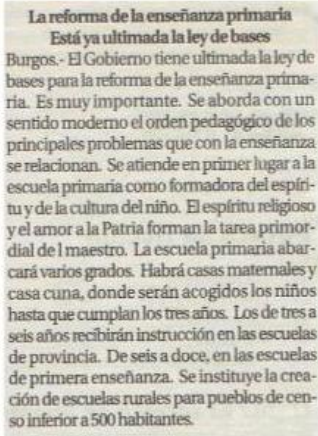 La reforma de la enseñanza primaria
Está ya ultimada la ley de bases
Burgos.- El Gobierno tiene ultimada la ley de
bases para la reforma de la enseñanza prima-
ria. Es muy importante. Se aborda con un
sentido moderno el orden pedagógico de los
principales problemas que con la enseñanza
se relacionan. Se atiende en primer lugar a la
escuela primaria como formadora del espíri-
tu y de la cultura del niño. El espíritu religioso
y el amor a la Patria forman la tarea primor-
dial de l maestro. La escuela primaria abar-
cará varios grados. Habrá casas maternales y
casa cuna, donde serán acogidos los niños
hasta que cumplan los tres años. Los de tres a
seis años recibirán instrucción en las escuelas
de provincia. De seis a doce, en las escuelas
de primera enseñanza. Se instituye la crea-
ción de escuelas rurales para pueblos de cen-
so inferior a 500 habitantes.